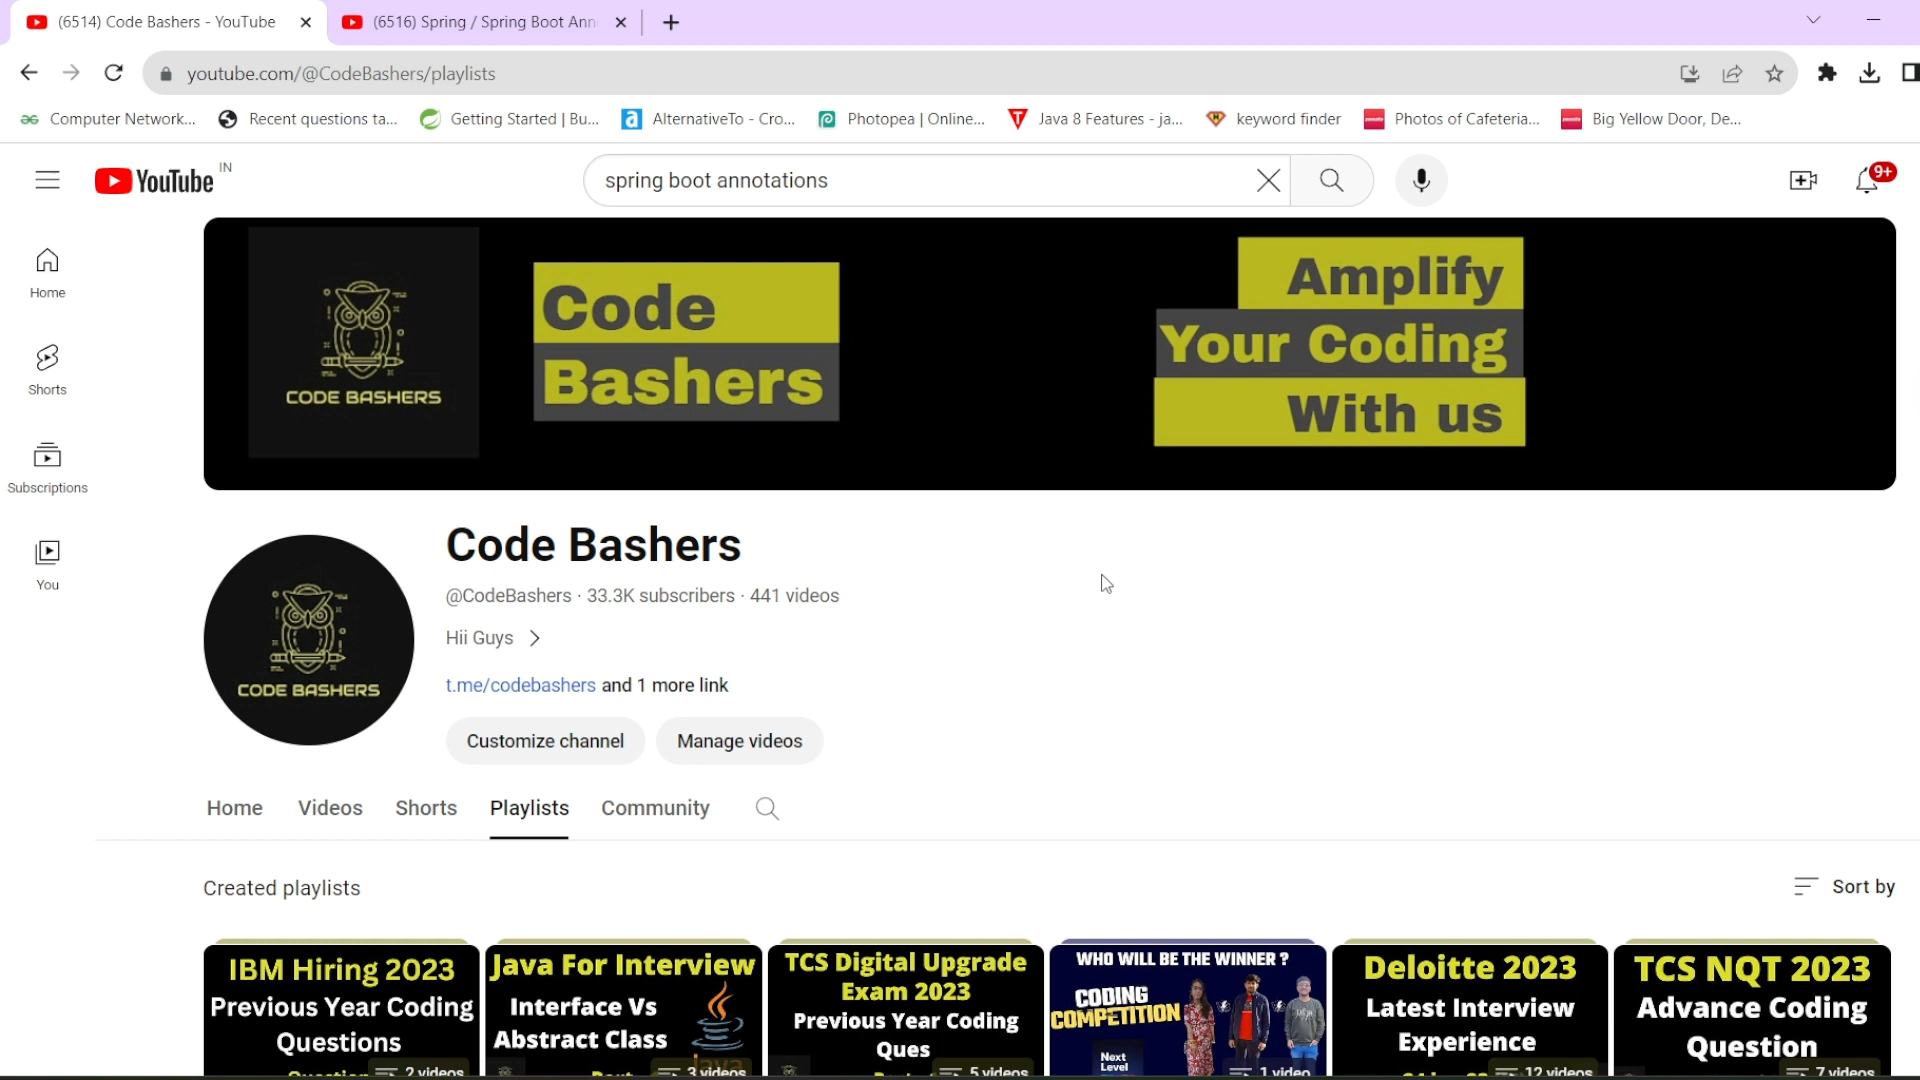 (6514) Code Bashers - YouTube
(6516) Spring / Spring Boot Ann
youtube.com/@CodeBashers/playlists
Computer Network...
Recent questions ta...
Getting Started | Bu...
AlternativeTo - Cro...
Photopea | Online...
Java 8 Features - ja...
keyword finder
Photos of Cafeteria...
Big Yellow Door, De...
YouTube IN
spring boot annotations
9+
Home
Shorts
Subscriptions
You
CODE BASHERS
Code
Bashers
Amplify
Your Coding
With us
CODE BASHERS
Code Bashers
@CodeBashers · 33.3K subscribers · 441 videos
Hii Guys
t.me/codebashers and 1 more link
Customize channel
Manage videos
Home
Videos
Shorts
Playlists
Community
Created playlists
Sort by
IBM Hiring 2023
Previous Year Coding
Questions
2 videos
Java For Interview
Interface Vs
Abstract Class
3 videos
TCS Digital Upgrade
Exam 2023
Previous Year Coding
Ques
5 videos
WHO WILL BE THE WINNER ?
CODING
COMPETITION
Next
Level
1 video
Deloitte 2023
Latest Interview
Experience
12 videos
TCS NQT 2023
Advance Coding
Question
7 videos